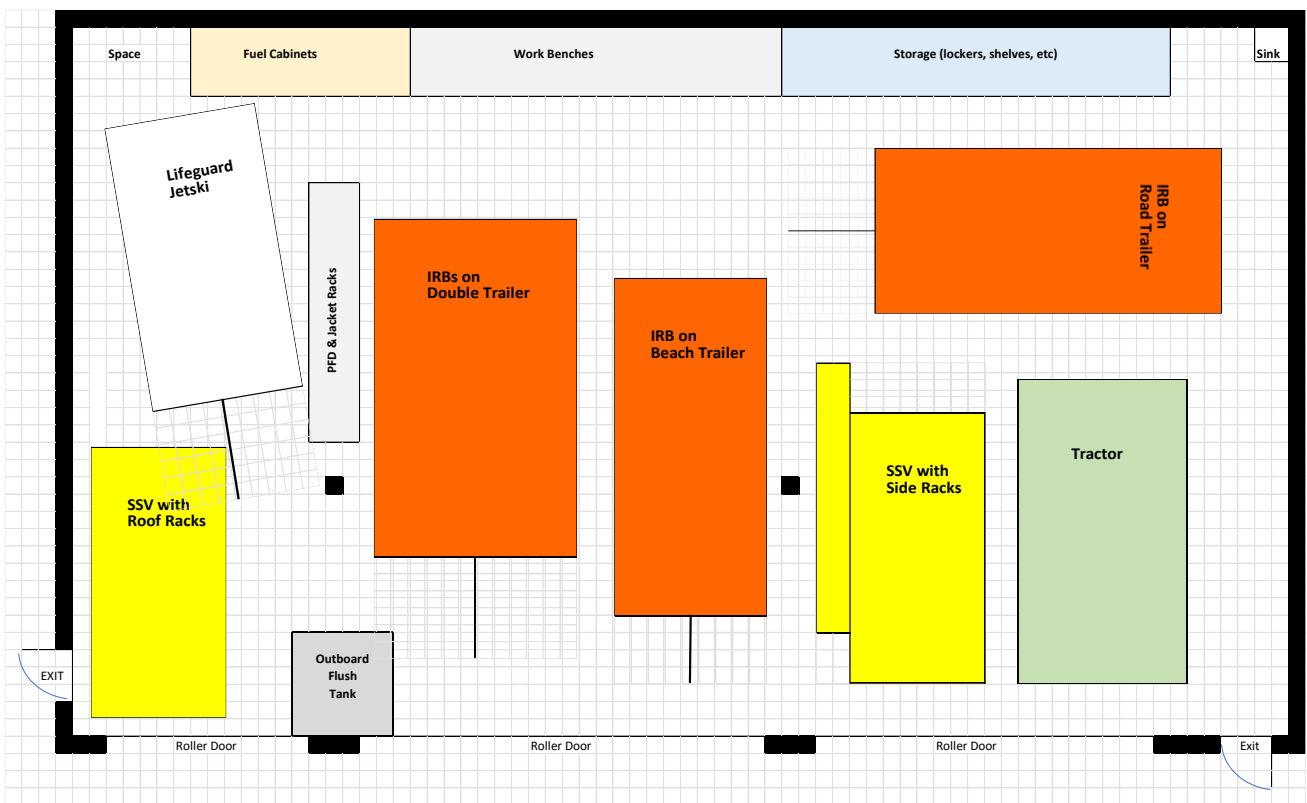 Space
Fuel Cabinets
Work Benches
Storage (lockers, shelves, etc)
Sink
Lifeguard
Jetski
PFD & Jacket Racks
IRBs on
Double Trailer
IRB on
Beach Trailer
IRB on
Road Trailer
SSV with
Roof Racks
SSV with
Side Racks
Tractor
Outboard
Flush
Tank
EXIT
Roller Door
Roller Door
Roller Door
Exit